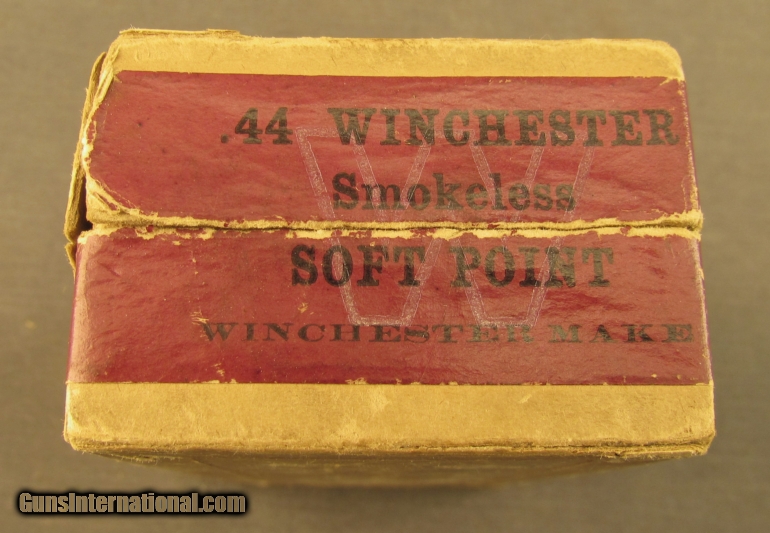 .44 WINCHESTER
Smokeless
SOFT POINT
WINCHESTER MAKE
W
GunsInternational.com